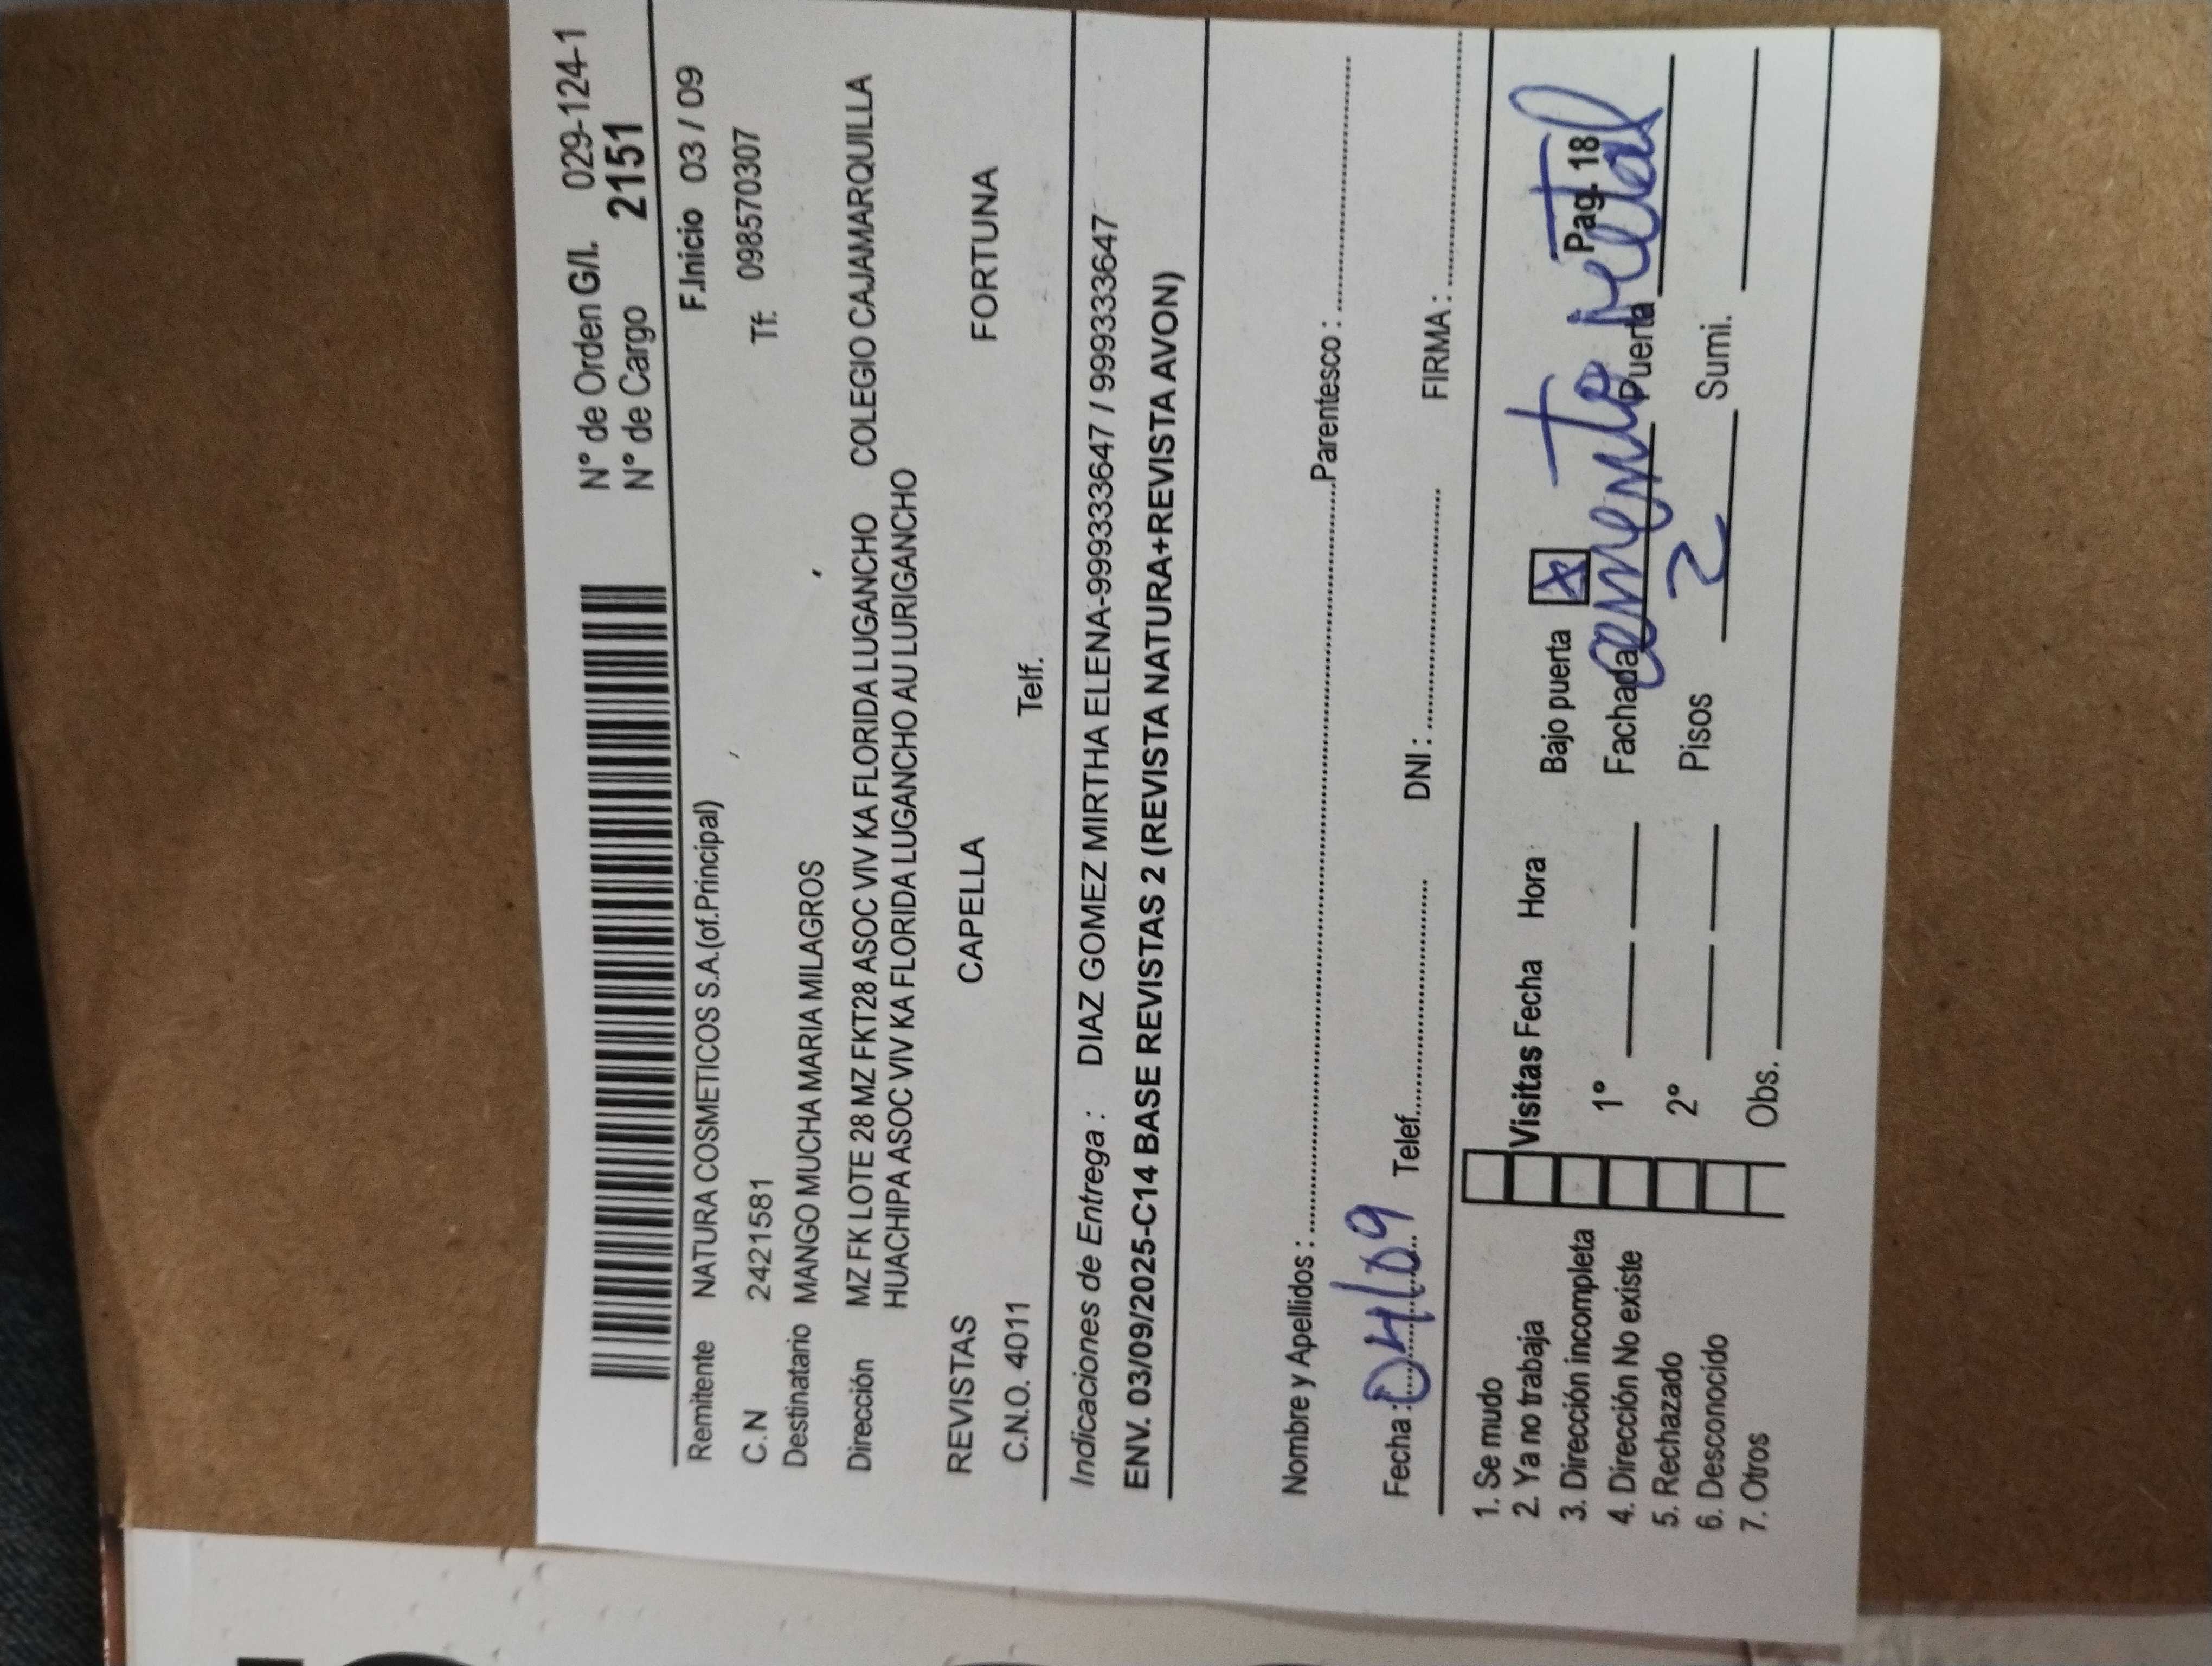 N° de Orden G/I. 029-124-1
N° de Cargo 2151
Remitente NATURA COSMETICOS S.A.(of.Principal) F.Inicio 03 / 09
C.N 2421581 Tf. 098570307
Destinatario MANGO MUCHA MARIA MILAGROS
Dirección MZ FK LOTE 28 MZ FKT28 ASOC VIV KA FLORIDA LUGANCHO COLEGIO CAJAMARQUILLA
HUACHIPA ASOC VIV KA FLORIDA LUGANCHO AU LURIGANCHO
REVISTAS CAPELLA FORTUNA
C.N.O. 4011 Telf.
Indicaciones de Entrega : DIAZ GOMEZ MIRTHA ELENA-999333647 / 999333647
ENV. 03/09/2025-C14 BASE REVISTAS 2 (REVISTA NATURA+REVISTA AVON)
Nombre y Apellidos : Parentesco :
Fecha : 04/09 Telef. DNI : FIRMA :
1. Se mudo
2. Ya no trabaja Visitas Fecha Hora Bajo puerta X
3. Dirección incompleta
4. Dirección No existe 1° Fachada cemento Puerta Metal Pag. 18
5. Rechazado
6. Desconocido 2° Pisos 2 Sumi.
7. Otros Obs.